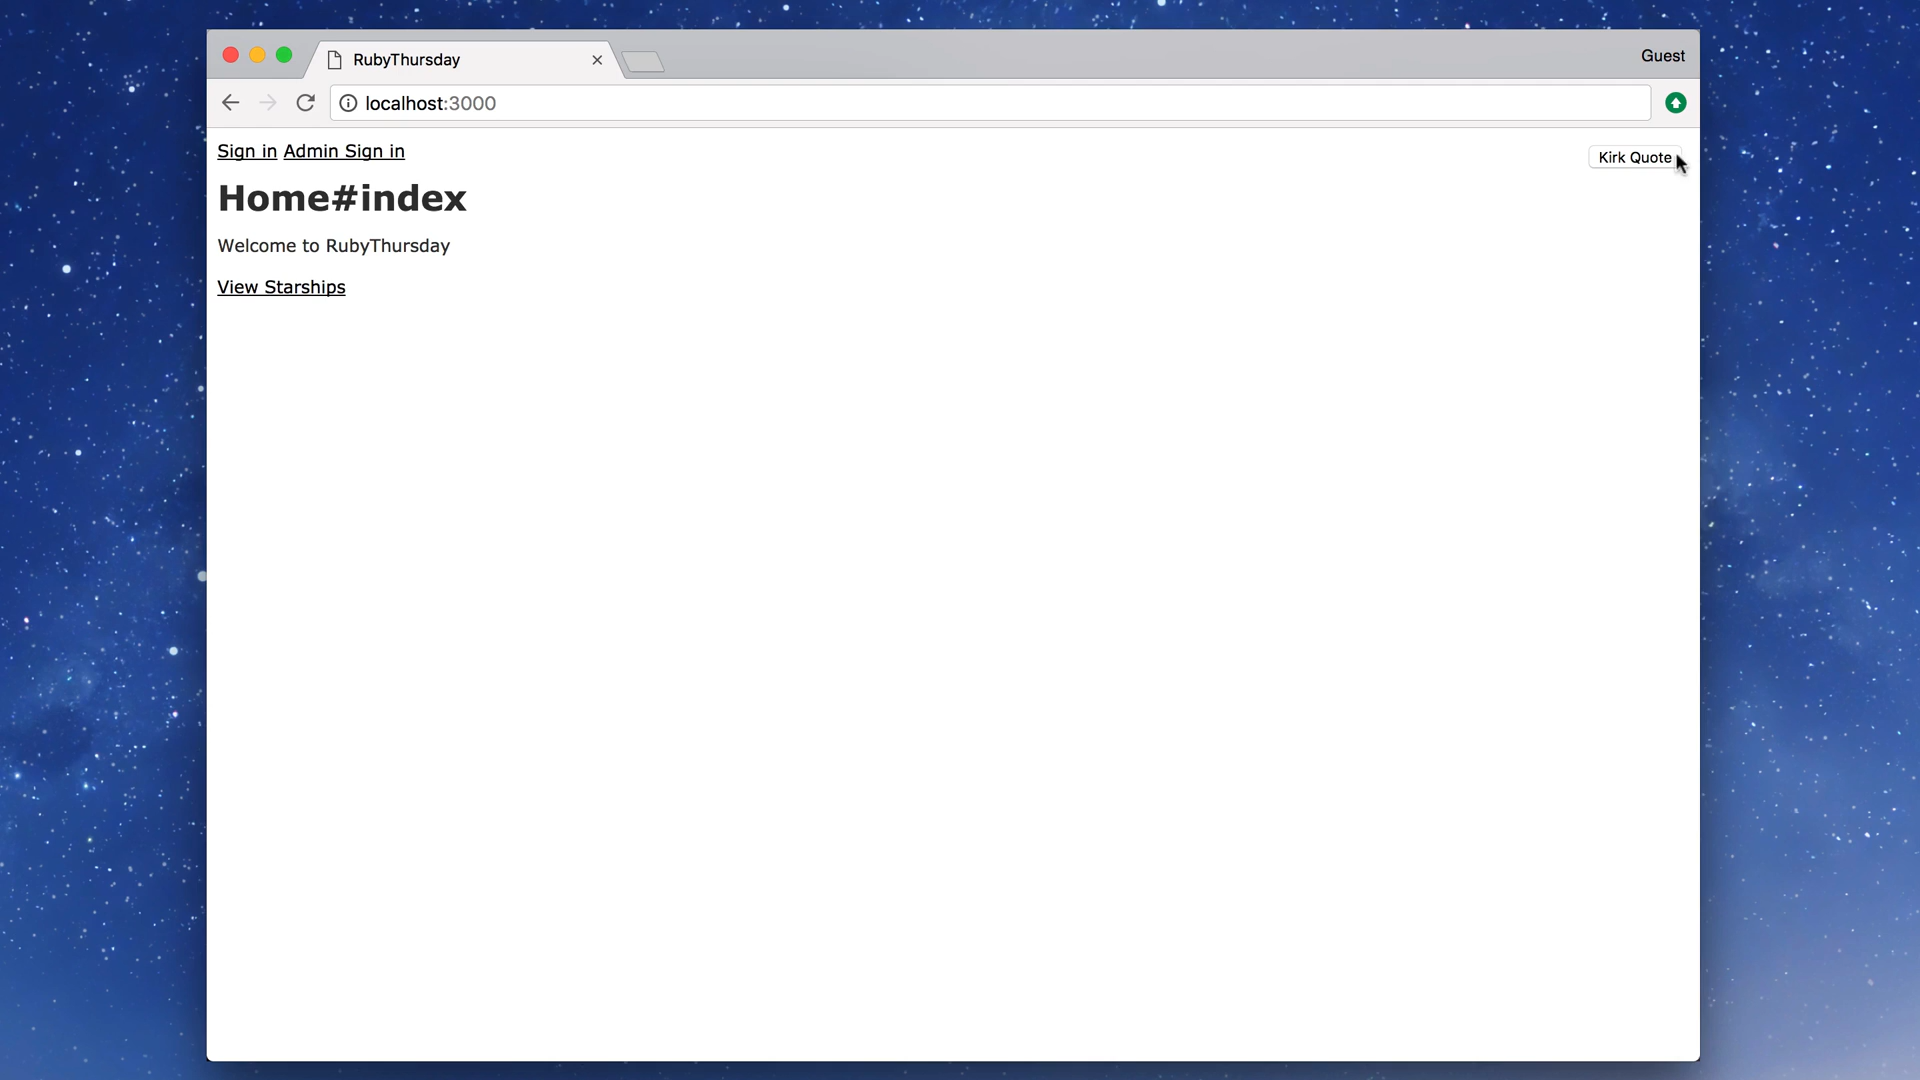 RubyThursday
Guest
localhost:3000
Sign in Admin Sign in
Kirk Quote
Home#index
Welcome to RubyThursday
View Starships